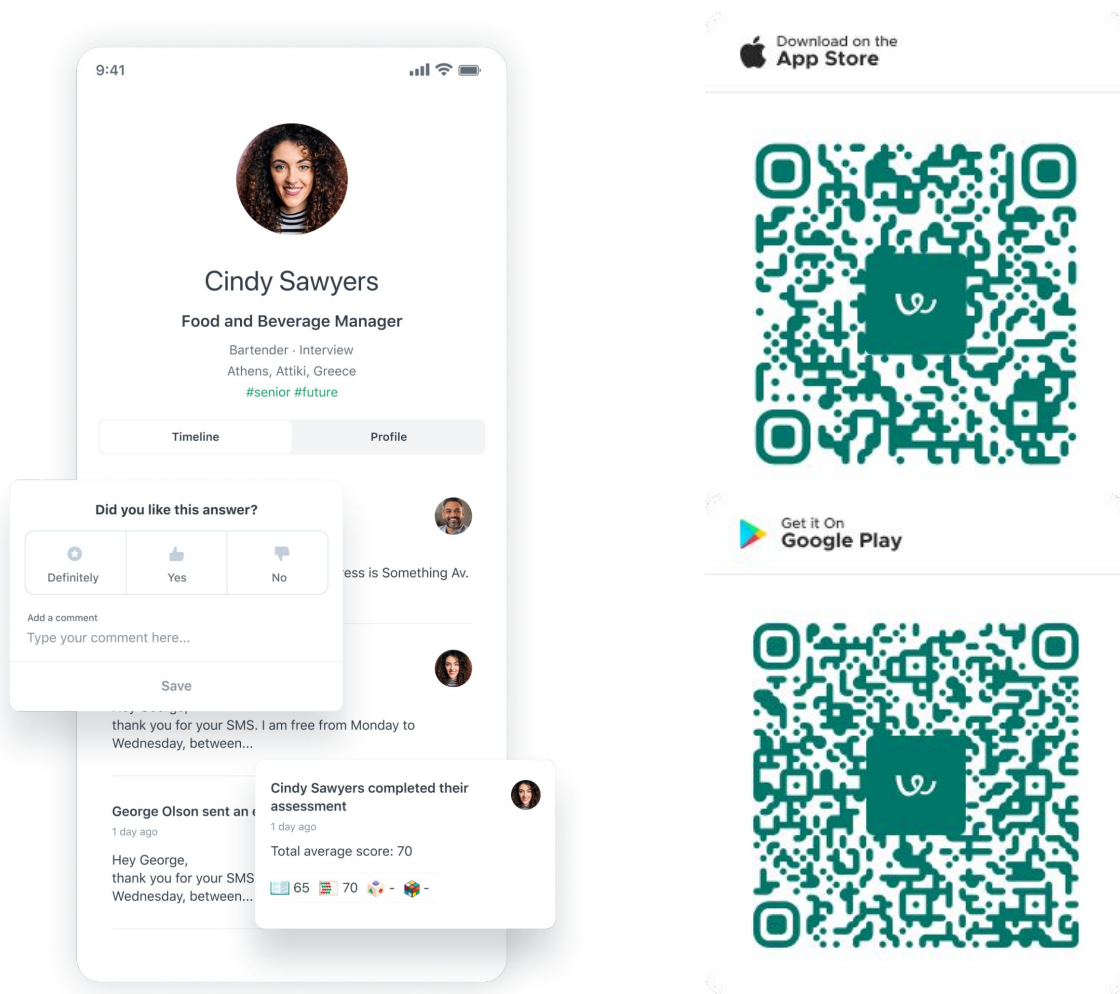 9:41
Cindy Sawyers
Food and Beverage Manager
Bartender · Interview
Athens, Attiki, Greece
#senior #future
Timeline Profile
Did you like this answer?
Definitely Yes No
Add a comment
Type your comment here...
Save
is Something Av.
thank you for your SMS. I am free from Monday to
Wednesday, between...
George Olson sent an
1 day ago
Hey George,
thank you for your SMS
Wednesday, between...
Cindy Sawyers completed their
assessment
1 day ago
Total average score: 70
65 70 - -
Download on the
App Store
Get it On
Google Play